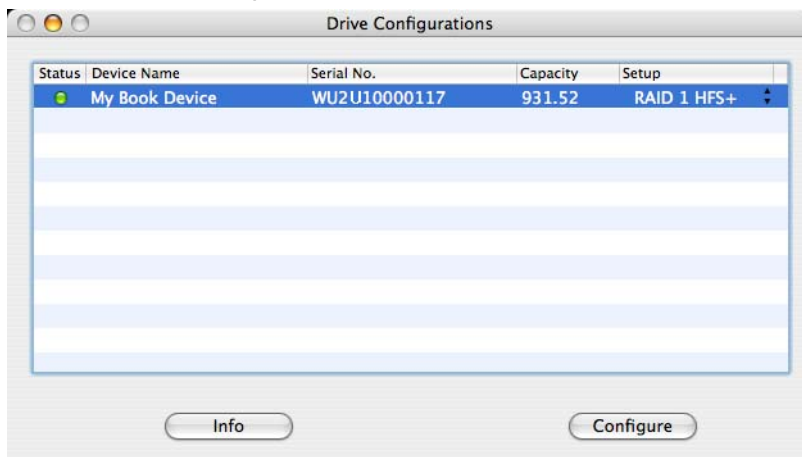 Drive Configurations
Status Device Name Serial No. Capacity Setup
My Book Device WU2U10000117 931.52 RAID 1 HFS+
Info Configure